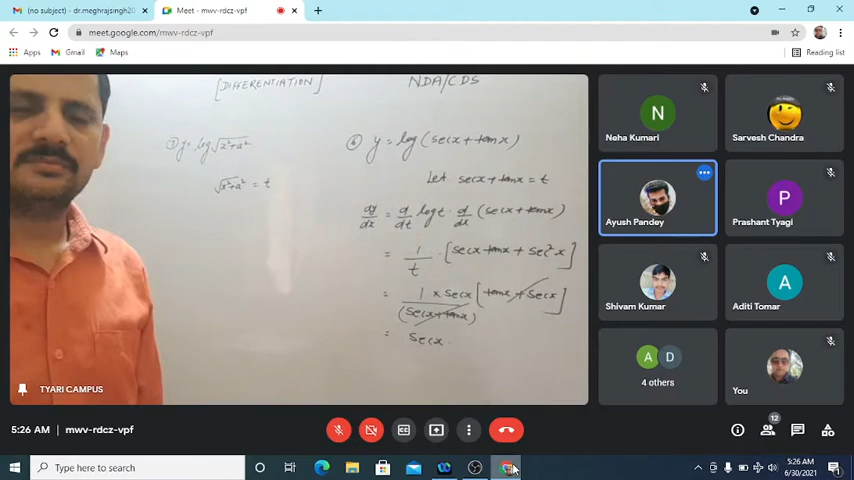 (no subject) - dr.meghrajsingh20
Meet - mwv-rdcz-vpf
meet.google.com/mwv-rdcz-vpf
Apps
Gmail
Maps
Reading list
[DIFFERENTIATION]
NDA/CDS
⑦ y = log √x²+a²
√x²+a² = t
⑥ y = log (secx + tanx)
Let secx + tanx = t
dy/dx = d/dt log t · d/dx (secx + tanx)
= 1/t · [secx tanx + sec²x]
= 1 × secx [tanx + secx] / (secx + tanx)
= secx.
TYARI CAMPUS
Neha Kumari
Sarvesh Chandra
Ayush Pandey
Prashant Tyagi
Shivam Kumar
Aditi Tomar
4 others
You
N
P
A
A D
5:26 AM
mwv-rdcz-vpf
12
Type here to search
5:26 AM
6/30/2021
1